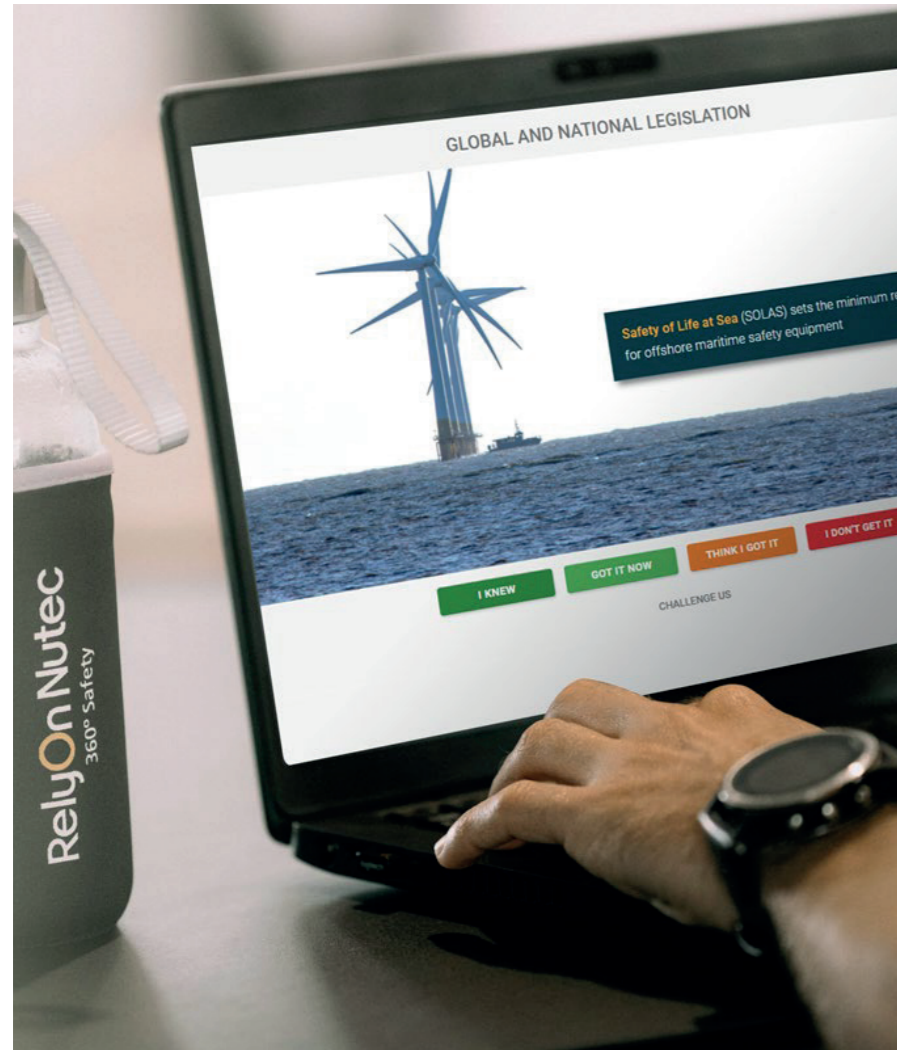 GLOBAL AND NATIONAL LEGISLATION
Safety of Life at Sea (SOLAS) sets the minimum
for offshore maritime safety equipment
I KNEW
GOT IT NOW
THINK I GOT IT
I DON'T GET IT
CHALLENGE US
RelyOn Nutec
360° Safety